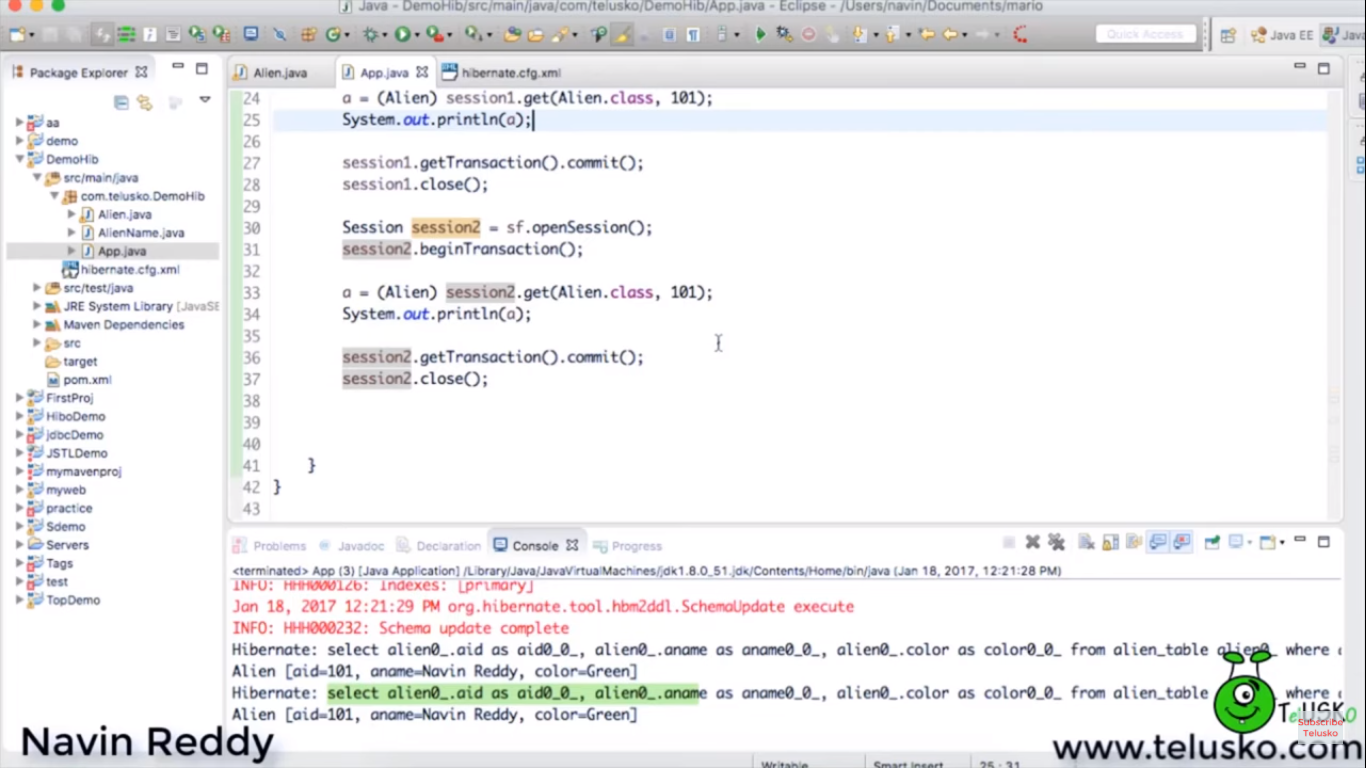 Java - DemoHib/src/main/java/com/telusko/DemoHib/App.java - Eclipse - /Users/navin/Documents/mario
Quick Access
Java EE
Java
Package Explorer
Alien.java
App.java
hibernate.cfg.xml
aa
demo
DemoHib
src/main/java
com.telusko.DemoHib
Alien.java
AlienName.java
App.java
hibernate.cfg.xml
src/test/java
JRE System Library [JavaSE
Maven Dependencies
src
target
pom.xml
FirstProj
HiboDemo
jdbcDemo
JSTLDemo
mymavenproj
myweb
practice
Sdemo
Servers
Tags
test
TopDemo
24 a = (Alien) session1.get(Alien.class, 101);
25 System.out.println(a);
26
27 session1.getTransaction().commit();
28 session1.close();
29
30 Session session2 = sf.openSession();
31 session2.beginTransaction();
32
33 a = (Alien) session2.get(Alien.class, 101);
34 System.out.println(a);
35
36 session2.getTransaction().commit();
37 session2.close();
38
39
40
41 }
42 }
43
Problems Javadoc Declaration Console Progress
<terminated> App (3) [Java Application] /Library/Java/JavaVirtualMachines/jdk1.8.0_51.jdk/Contents/Home/bin/java (Jan 18, 2017, 12:21:28 PM)
INFO: HHH000126: Indexes: [primary]
Jan 18, 2017 12:21:29 PM org.hibernate.tool.hbm2ddl.SchemaUpdate execute
INFO: HHH000232: Schema update complete
Hibernate: select alien0_.aid as aid0_0_, alien0_.aname as aname0_0_, alien0_.color as color0_0_ from alien_table alien0_ where
Alien [aid=101, aname=Navin Reddy, color=Green]
Hibernate: select alien0_.aid as aid0_0_, alien0_.aname as aname0_0_, alien0_.color as color0_0_ from alien_table where
Alien [aid=101, aname=Navin Reddy, color=Green]
Navin Reddy
TelUSKO
Subscribe
Telusko
www.telusko.com
Writable Smart Insert 25 : 31